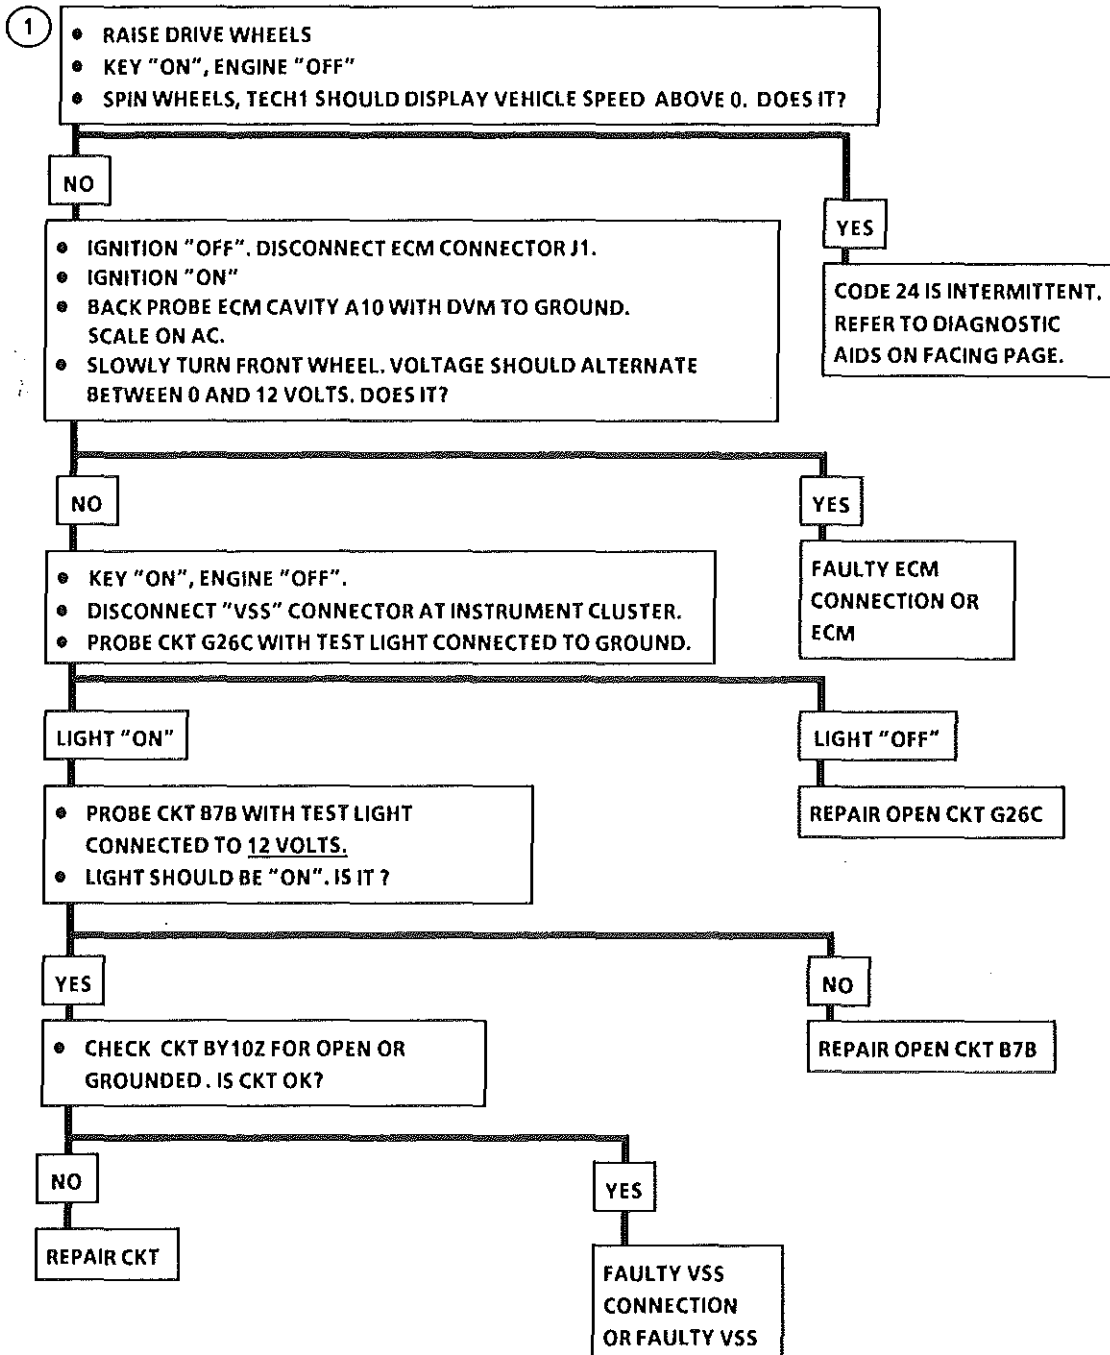 1
• RAISE DRIVE WHEELS
• KEY "ON", ENGINE "OFF"
• SPIN WHEELS, TECH1 SHOULD DISPLAY VEHICLE SPEED ABOVE 0. DOES IT?
NO
YES
• IGNITION "OFF". DISCONNECT ECM CONNECTOR J1.
• IGNITION "ON"
• BACK PROBE ECM CAVITY A10 WITH DVM TO GROUND.
SCALE ON AC.
• SLOWLY TURN FRONT WHEEL. VOLTAGE SHOULD ALTERNATE
BETWEEN 0 AND 12 VOLTS. DOES IT?
CODE 24 IS INTERMITTENT.
REFER TO DIAGNOSTIC
AIDS ON FACING PAGE.
NO
YES
• KEY "ON", ENGINE "OFF".
• DISCONNECT "VSS" CONNECTOR AT INSTRUMENT CLUSTER.
• PROBE CKT G26C WITH TEST LIGHT CONNECTED TO GROUND.
FAULTY ECM
CONNECTION OR
ECM
LIGHT "ON"
LIGHT "OFF"
• PROBE CKT B7B WITH TEST LIGHT
CONNECTED TO 12 VOLTS.
• LIGHT SHOULD BE "ON". IS IT ?
REPAIR OPEN CKT G26C
YES
NO
• CHECK CKT BY10Z FOR OPEN OR
GROUNDED. IS CKT OK?
REPAIR OPEN CKT B7B
NO
YES
REPAIR CKT
FAULTY VSS
CONNECTION
OR FAULTY VSS